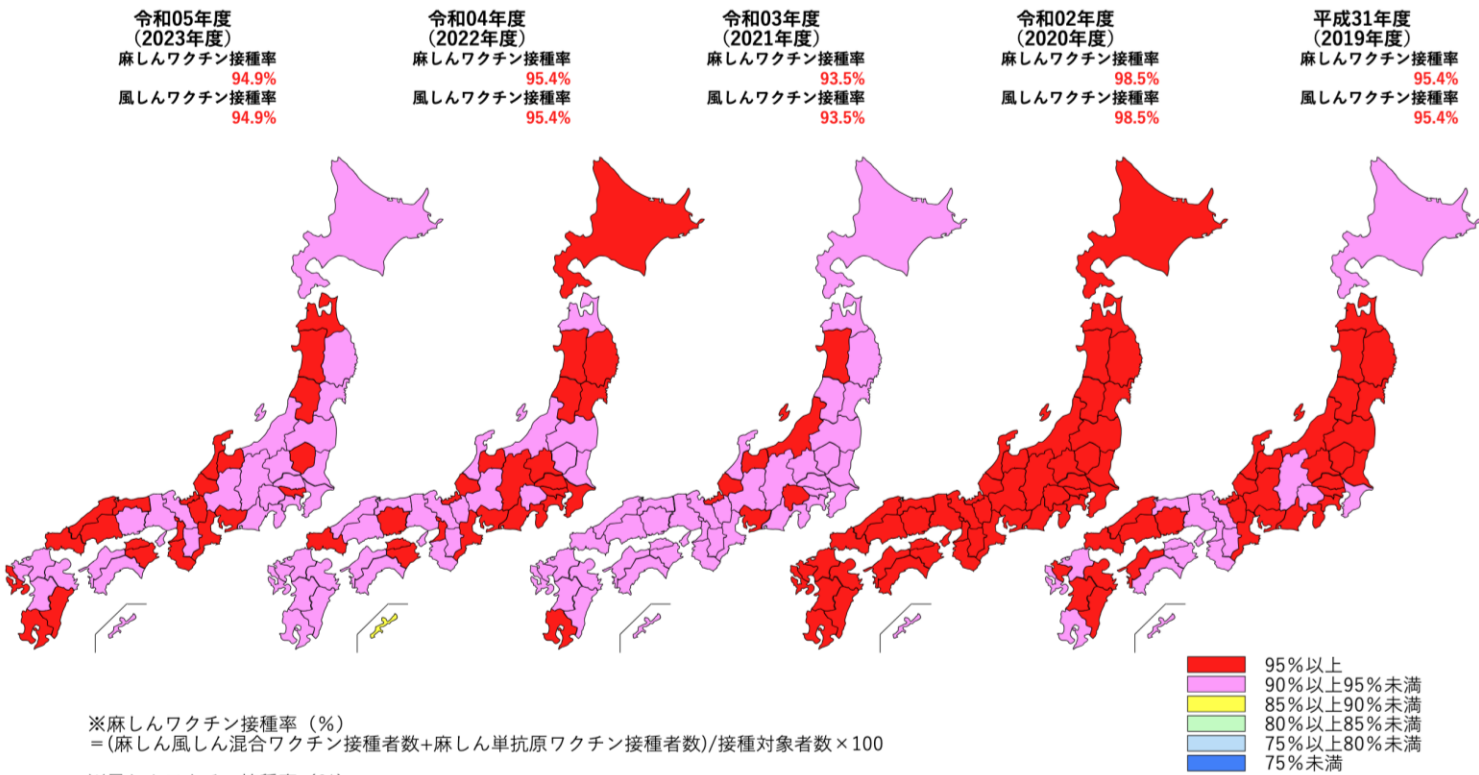 令和05年度
（2023年度）
麻しんワクチン接種率
94.9%
風しんワクチン接種率
94.9%
令和04年度
（2022年度）
麻しんワクチン接種率
95.4%
風しんワクチン接種率
95.4%
令和03年度
（2021年度）
麻しんワクチン接種率
93.5%
風しんワクチン接種率
93.5%
令和02年度
（2020年度）
麻しんワクチン接種率
98.5%
風しんワクチン接種率
98.5%
平成31年度
（2019年度）
麻しんワクチン接種率
95.4%
風しんワクチン接種率
95.4%
95%以上
90%以上95%未満
85%以上90%未満
80%以上85%未満
75%以上80%未満
75%未満
※麻しんワクチン接種率（%）
＝(麻しん風しん混合ワクチン接種者数+麻しん単抗原ワクチン接種者数)/接種対象者数×100